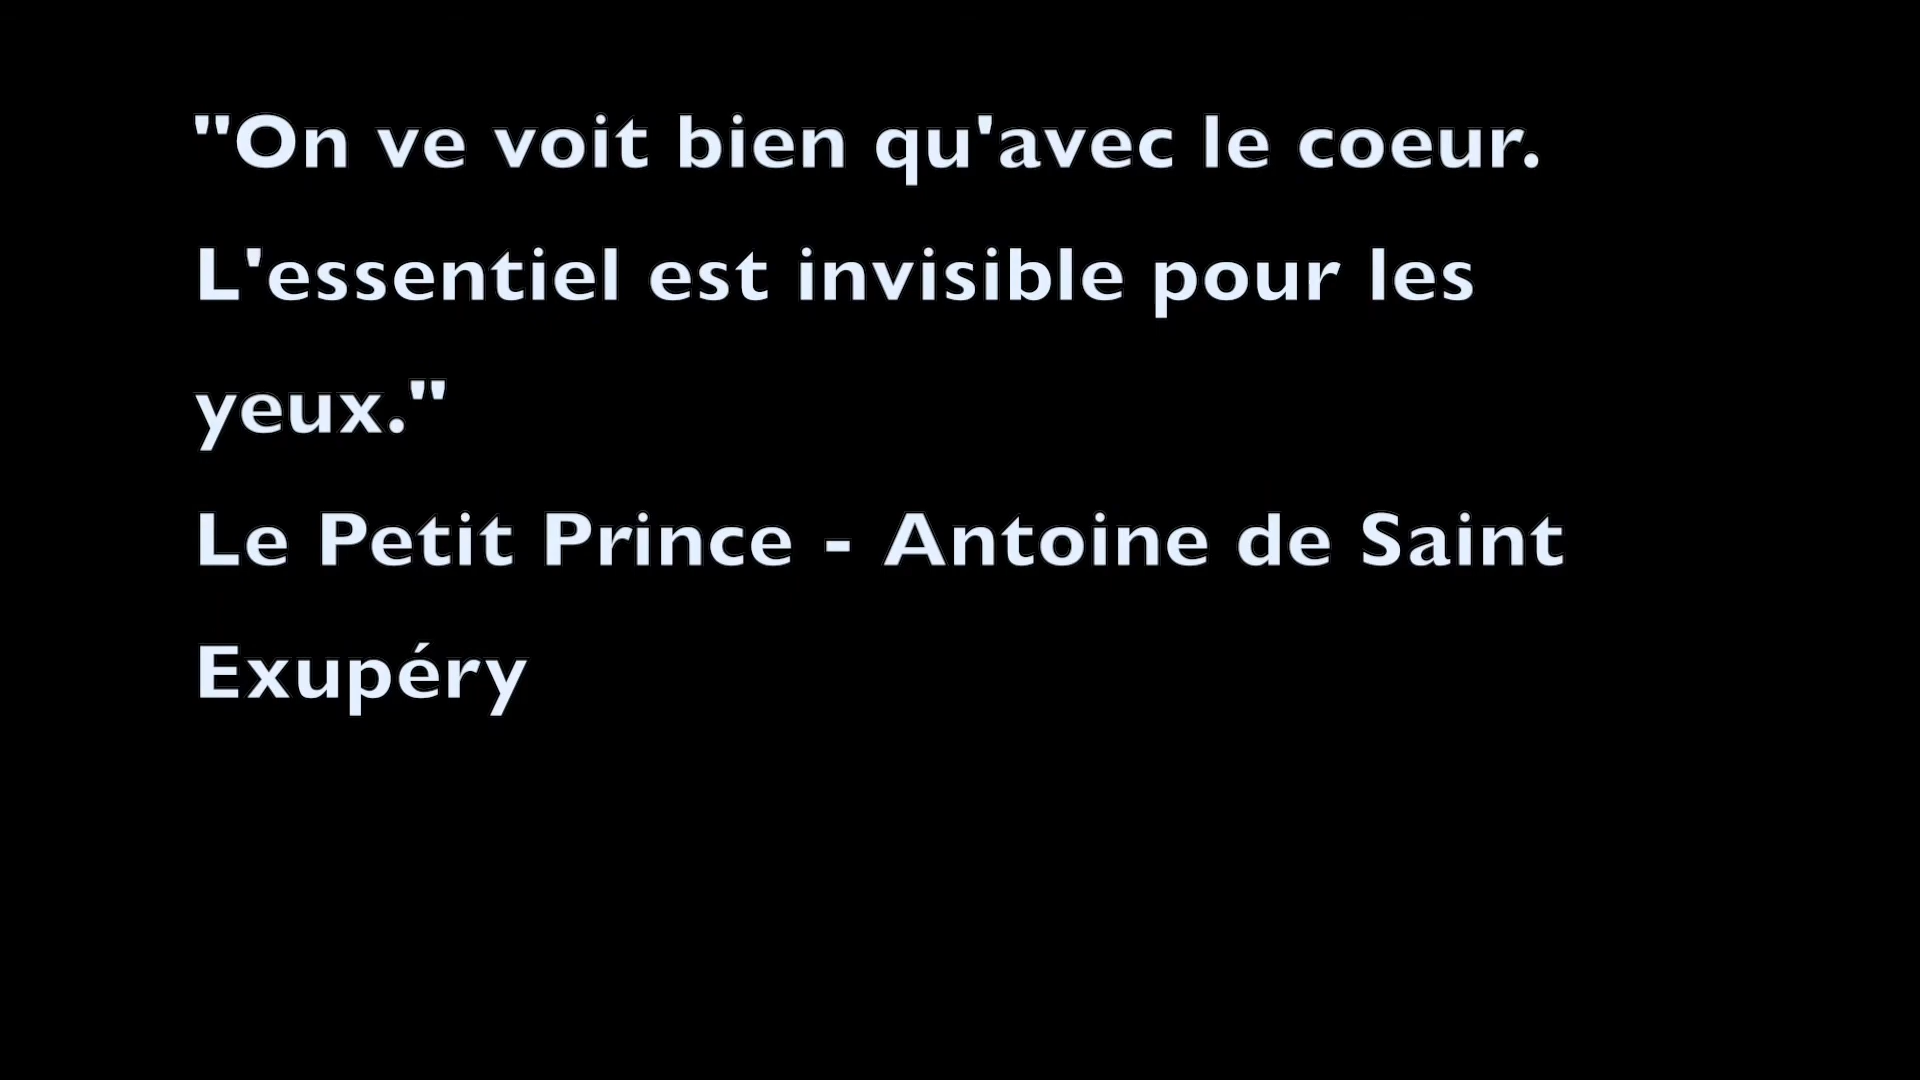 "On ve voit bien qu'avec le coeur.
L'essentiel est invisible pour les
yeux."
Le Petit Prince - Antoine de Saint
Exupéry